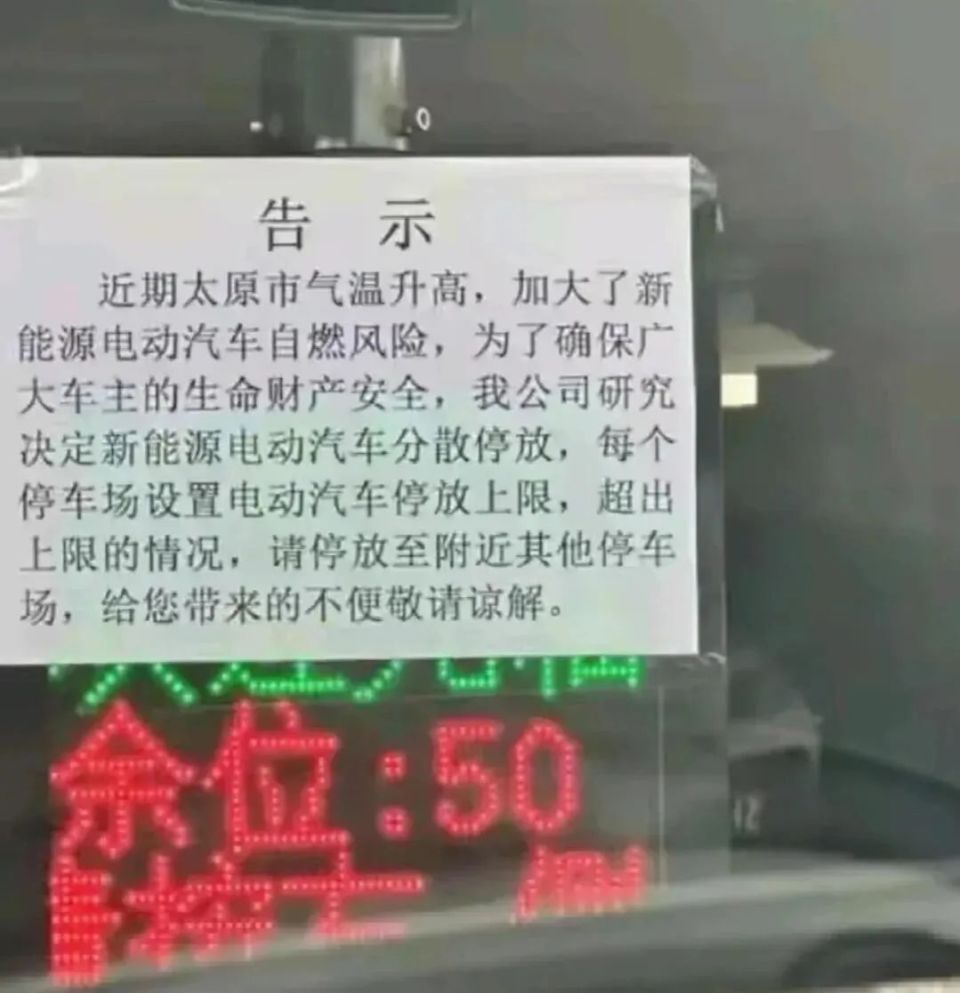 告 示
近期太原市气温升高，加大了新
能源电动汽车自燃风险，为了确保广
大车主的生命财产安全，我公司研究
决定新能源电动汽车分散停放，每个
停车场设置电动汽车停放上限，超出
上限的情况，请停放至附近其他停车
场，给您带来的不便敬请谅解。
余位:50